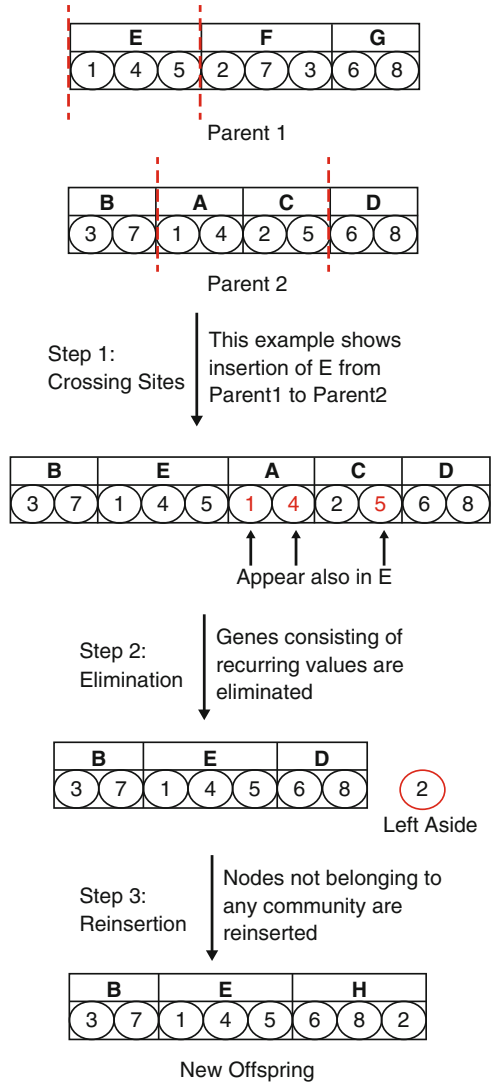 E F G
1 4 5 2 7 3 6 8
Parent 1
B A C D
3 7 1 4 2 5 6 8
Parent 2
Step 1:
Crossing Sites
This example shows
insertion of E from
Parent1 to Parent2
B E A C D
3 7 1 4 5 1 4 2 5 6 8
Appear also in E
Step 2:
Elimination
Genes consisting of
recurring values are
eliminated
B E D
3 7 1 4 5 6 8 2
Left Aside
Step 3:
Reinsertion
Nodes not belonging to
any community are
reinserted
B E H
3 7 1 4 5 6 8 2
New Offspring